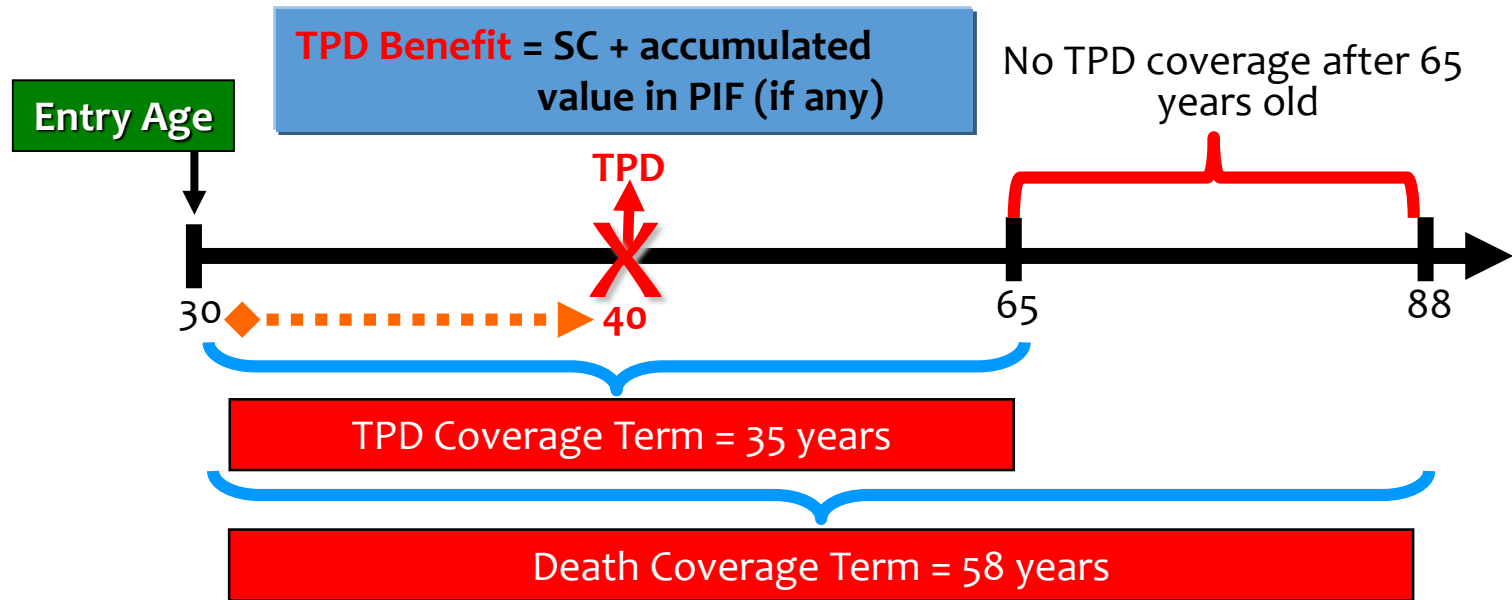 TPD Benefit = SC + accumulated
value in PIF (if any)
No TPD coverage after 65
years old
Entry Age
TPD
X
30
40
65
88
TPD Coverage Term = 35 years
Death Coverage Term = 58 years